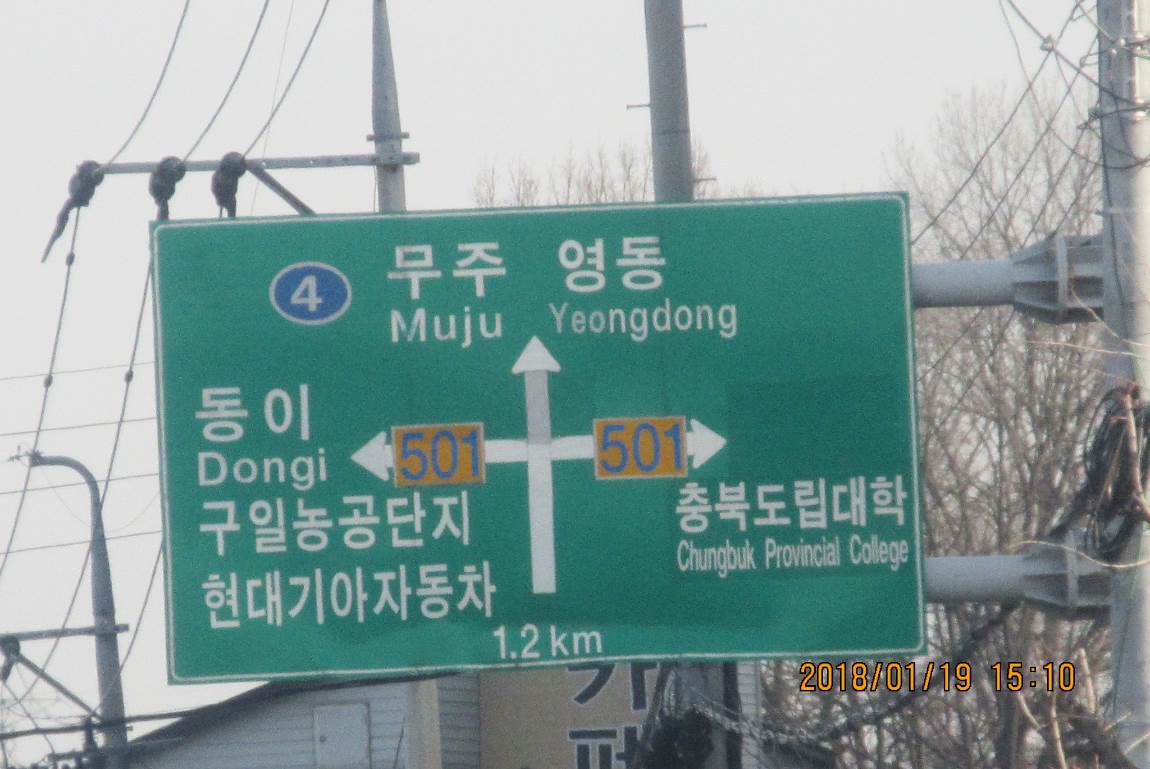 4
무주 영동
Muju Yeongdong
동이
Dongi
501
501
구일농공단지
현대기아자동차
충북도립대학
Chungbuk Provincial College
1.2 km
2018/01/19 15:10